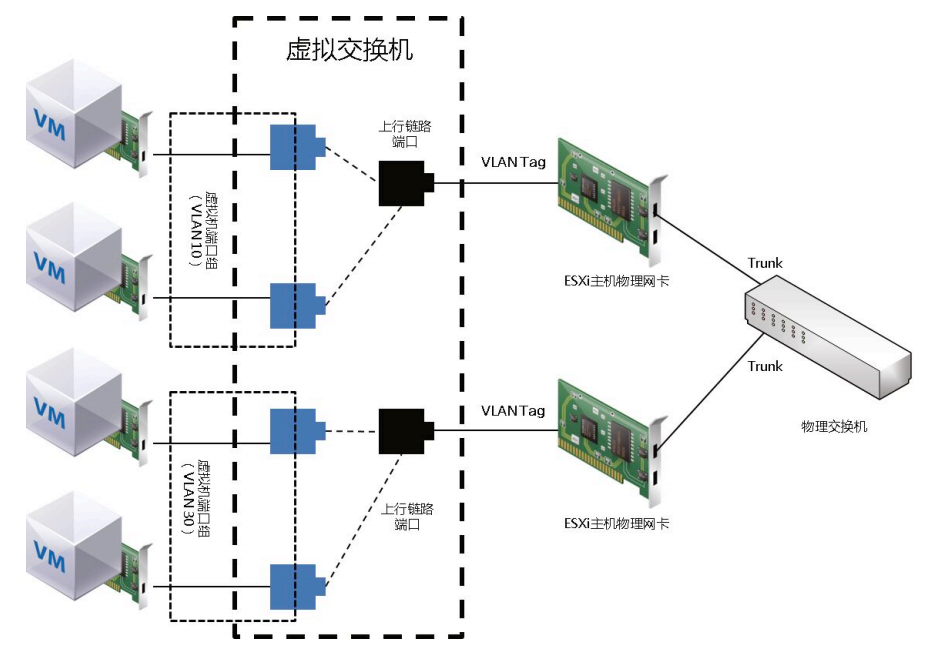 虚拟交换机
VM
上行链路
端口
VLAN Tag
虚拟机端口组
（VLAN10）
VM
ESXi主机物理网卡
Trunk
VM
Trunk
VLAN Tag
物理交换机
虚拟机端口组
（VLAN30）
上行链路
端口
ESXi主机物理网卡
VM